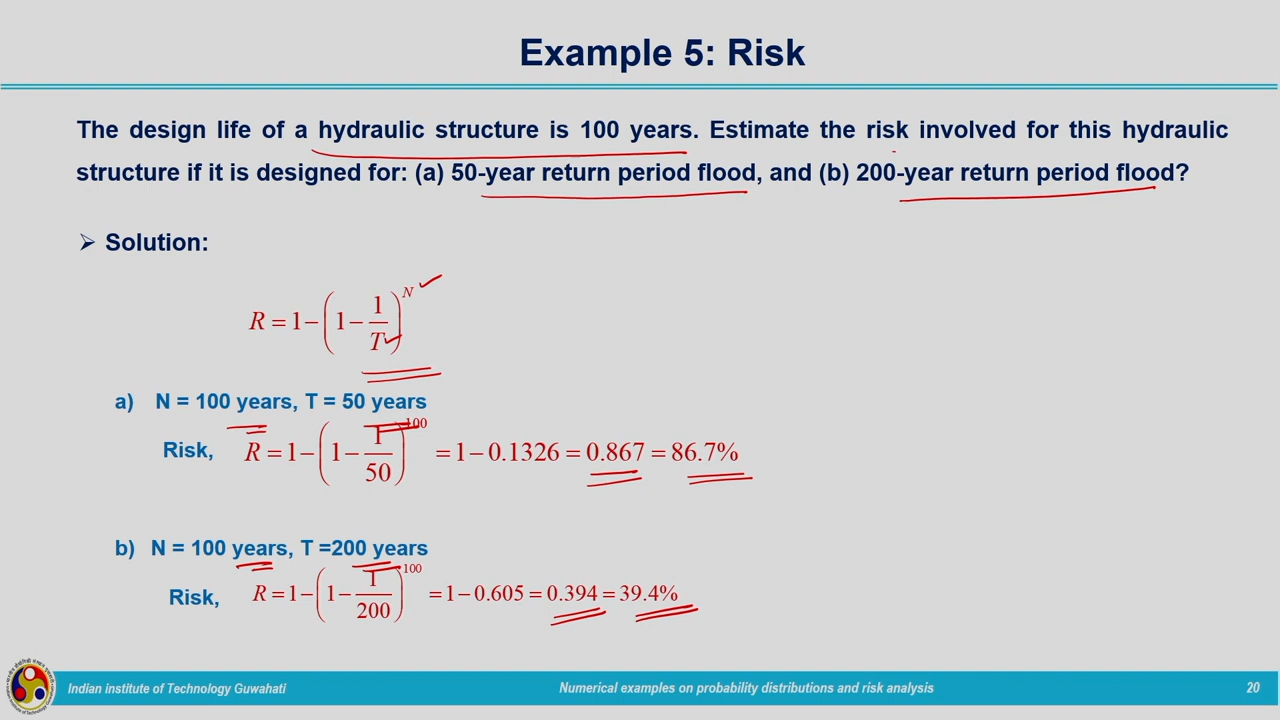 Example 5: Risk
The design life of a hydraulic structure is 100 years. Estimate the risk involved for this hydraulic
structure if it is designed for: (a) 50-year return period flood, and (b) 200-year return period flood?
➢ Solution:
R = 1 − (1 − 1/T)^N
a) N = 100 years, T = 50 years
Risk, R = 1 − (1 − 1/50)^100 = 1 − 0.1326 = 0.867 = 86.7%
b) N = 100 years, T =200 years
Risk, R = 1 − (1 − 1/200)^100 = 1 − 0.605 = 0.394 = 39.4%
Indian institute of Technology Guwahati Numerical examples on probability distributions and risk analysis 20